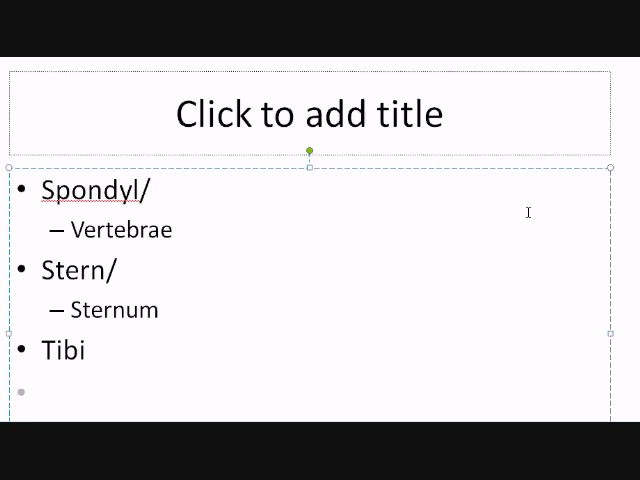 Click to add title
• Spondyl/
– Vertebrae
• Stern/
– Sternum
• Tibi
•